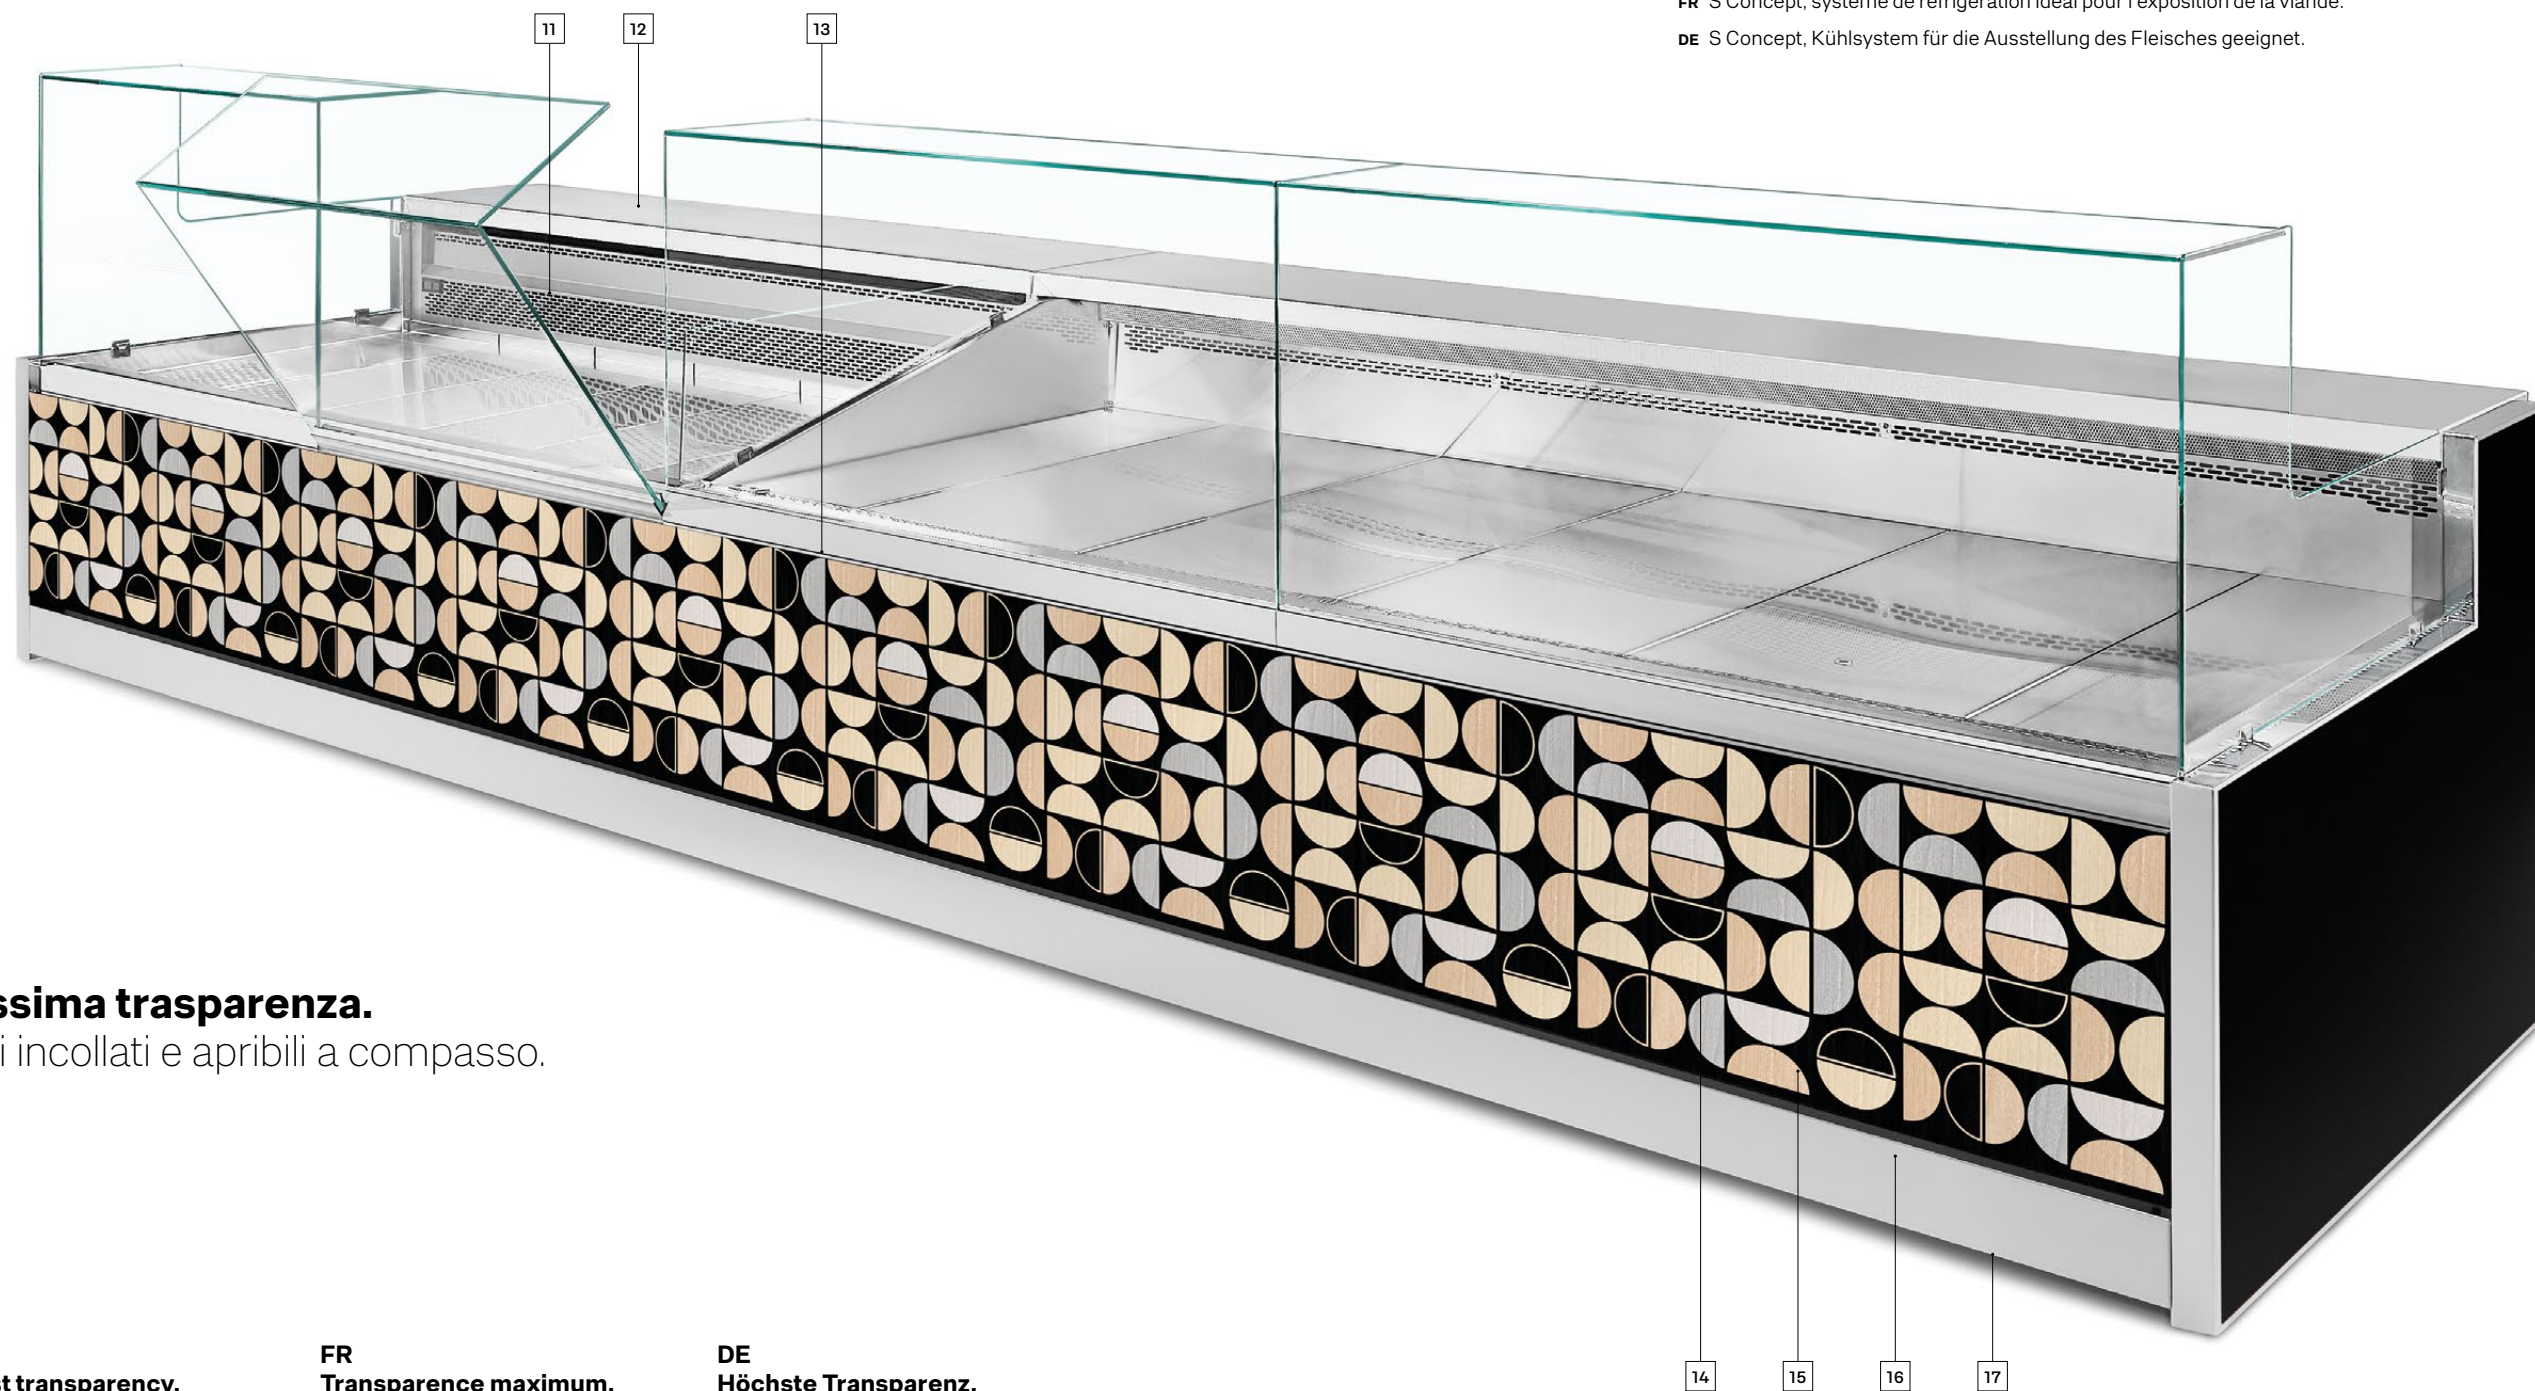 11
12
13
FR S Concept, système de réfrigération idéal pour l'exposition de la viande.
DE S Concept, Kühlsystem für die Ausstellung des Fleisches geeignet.
trasparenza.
incollati e apribili a compasso.
FR
DE
transparency.
Transparence maximum.
Höchste Transparenz.
14
15
16
17